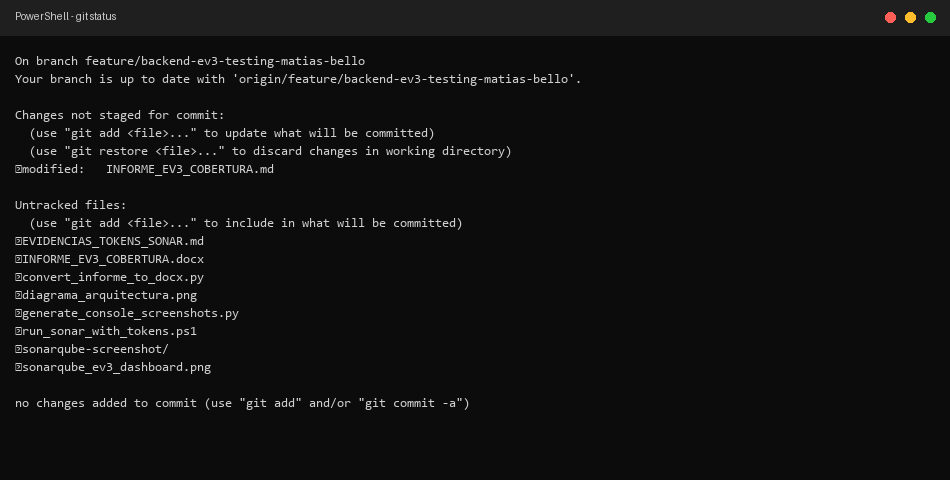 PowerShell - git status
On branch feature/backend-ev3-testing-matias-bello
Your branch is up to date with 'origin/feature/backend-ev3-testing-matias-bello'.
Changes not staged for commit:
(use "git add <file>..." to update what will be committed)
(use "git restore <file>..." to discard changes in working directory)
modified:   INFORME_EV3_COBERTURA.md
Untracked files:
(use "git add <file>..." to include in what will be committed)
EVIDENCIAS_TOKENS_SONAR.md
INFORME_EV3_COBERTURA.docx
convert_informe_to_docx.py
diagrama_arquitectura.png
generate_console_screenshots.py
run_sonar_with_tokens.ps1
sonarqube-screenshot/
sonarqube_ev3_dashboard.png
no changes added to commit (use "git add" and/or "git commit -a")